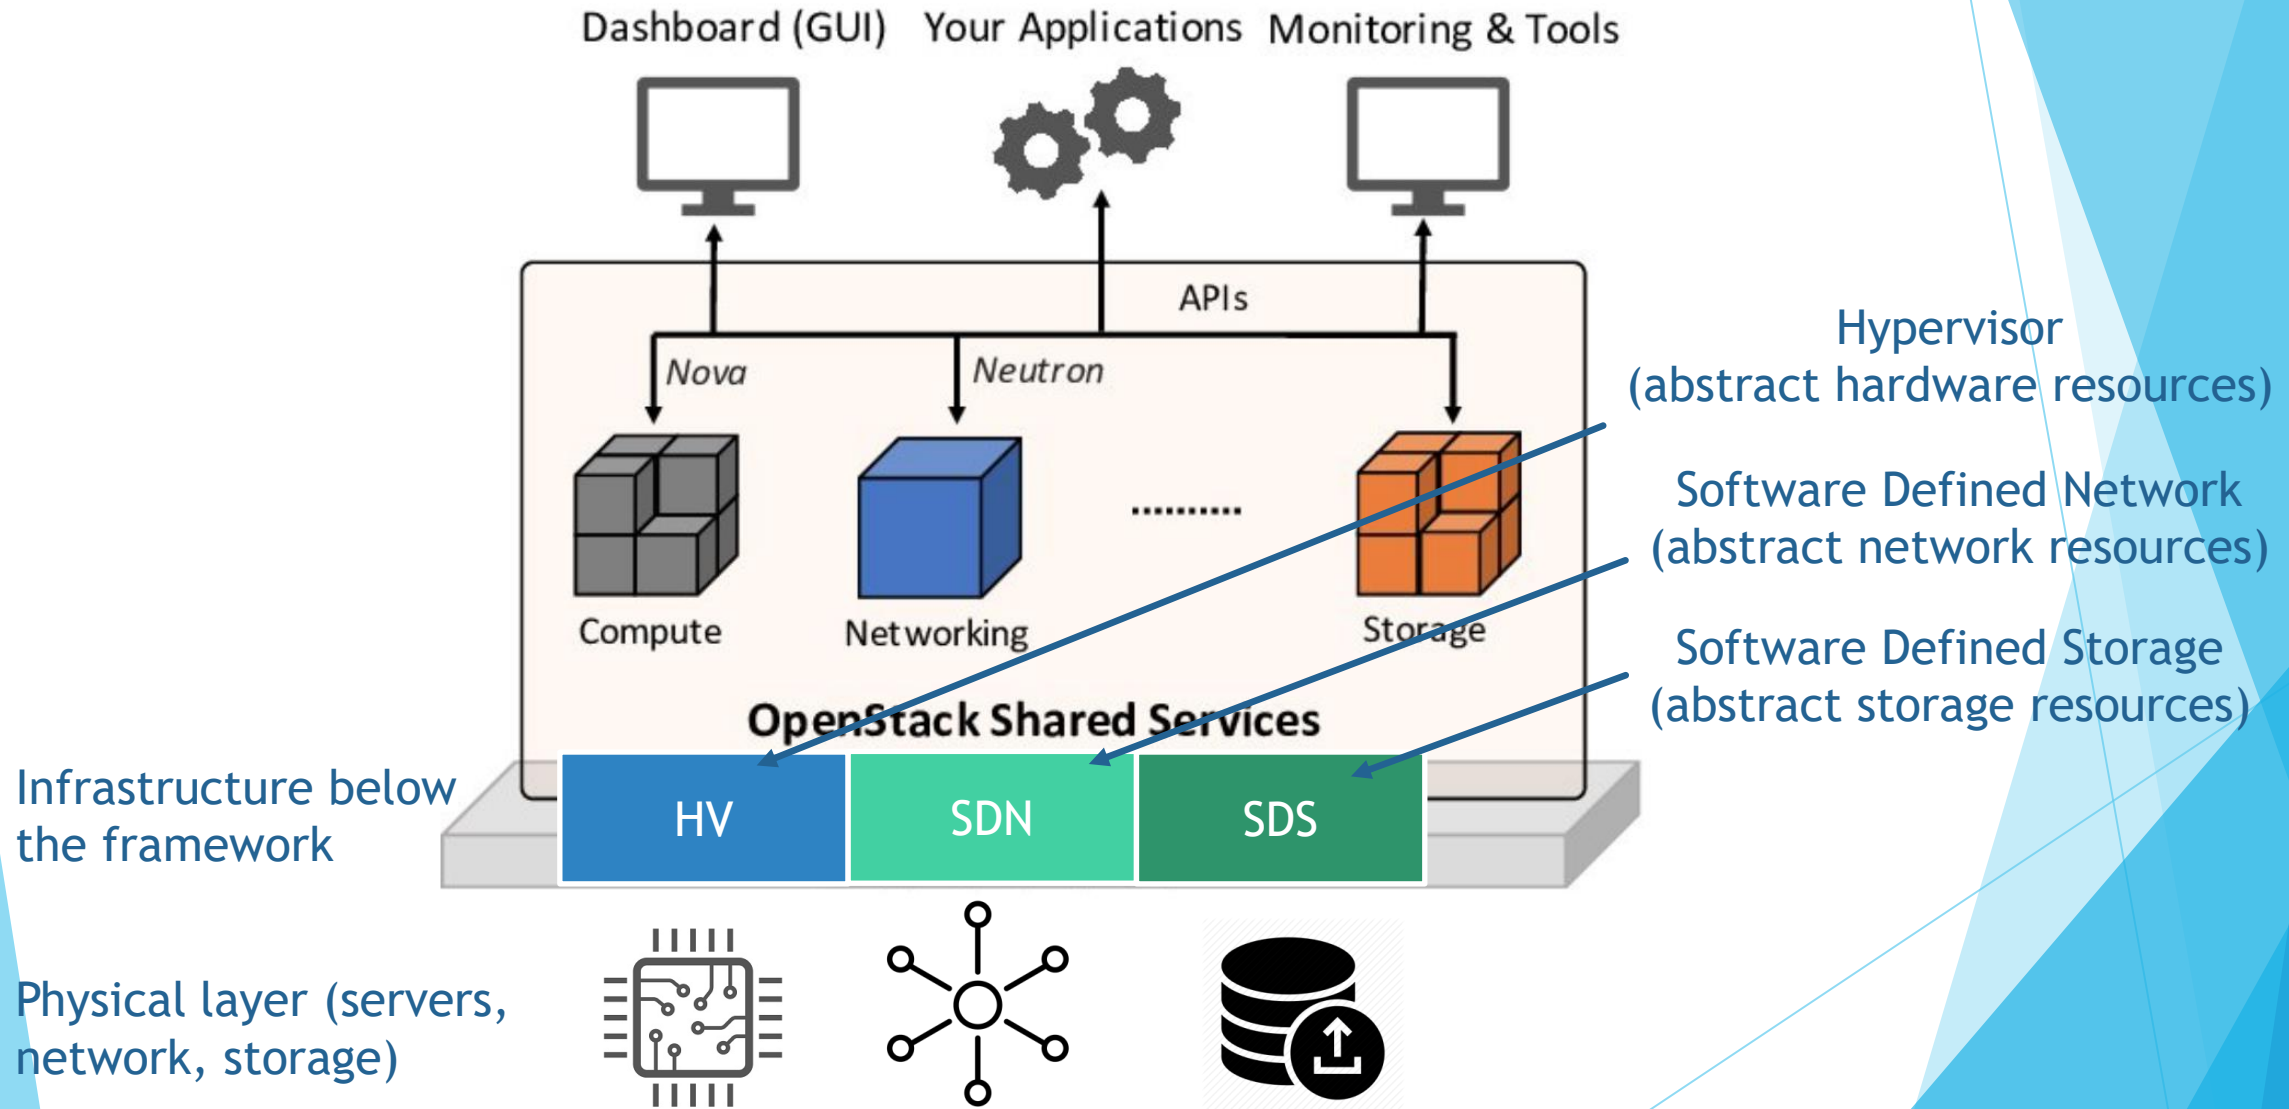 Dashboard (GUI)
Your Applications
Monitoring & Tools
APIs
Nova
Neutron
Hypervisor
(abstract hardware resources)
Software Defined Network
(abstract network resources)
Compute
Networking
..........
Storage
Software Defined Storage
(abstract storage resources)
OpenStack Shared Services
Infrastructure below
the framework
HV
SDN
SDS
Physical layer (servers,
network, storage)